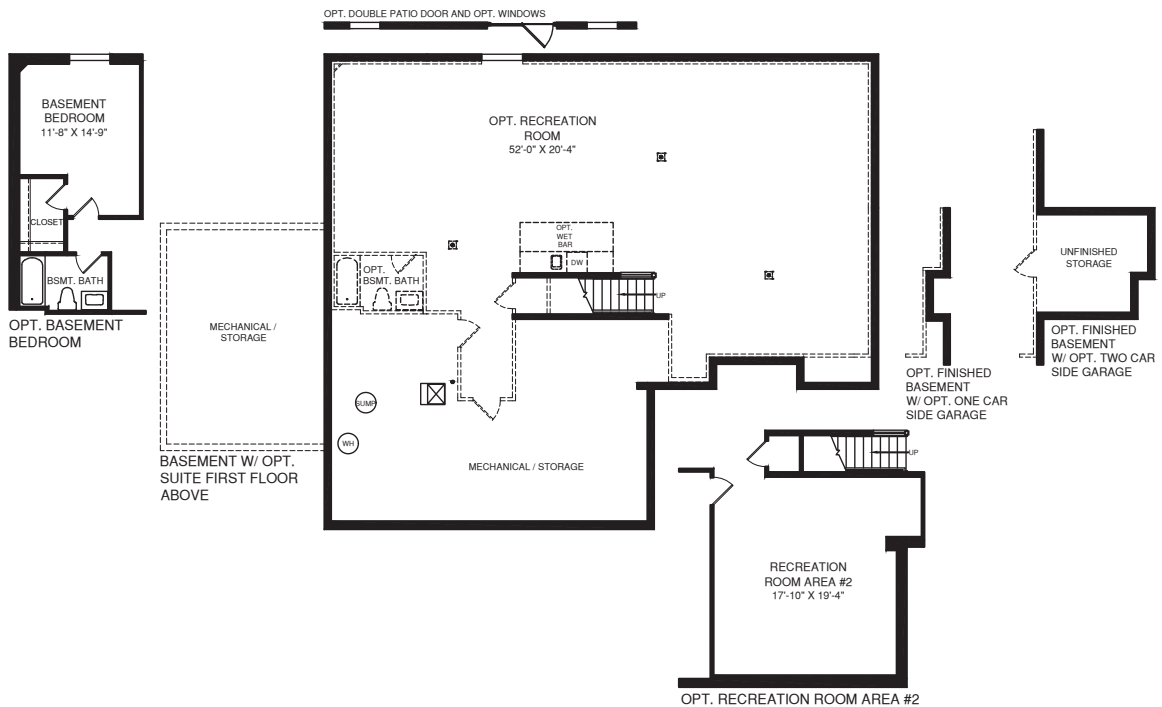 OPT. DOUBLE PATIO DOOR AND OPT. WINDOWS
BASEMENT
BEDROOM
11'-8" X 14'-9"
CLOSET
BSMT. BATH
OPT. BASEMENT
BEDROOM
MECHANICAL /
STORAGE
BASEMENT W/ OPT.
SUITE FIRST FLOOR
ABOVE
OPT. RECREATION
ROOM
52'-0" X 20'-4"
OPT.
WET
BAR
DW
UP
OPT.
BSMT. BATH
SUMP
WH
MECHANICAL / STORAGE
OPT. FINISHED
BASEMENT
W/ OPT. ONE CAR
SIDE GARAGE
UNFINISHED
STORAGE
OPT. FINISHED
BASEMENT
W/ OPT. TWO CAR
SIDE GARAGE
UP
RECREATION
ROOM AREA #2
17'-10" X 19'-4"
OPT. RECREATION ROOM AREA #2